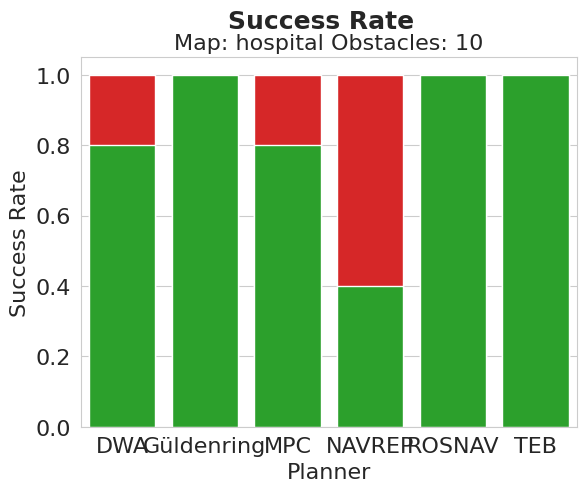 Success Rate
Map: hospital Obstacles: 10
1.0
0.8
0.6
0.4
0.2
0.0
Success Rate
DWA Güldenring MPC NAVREP ROSNAV TEB
Planner